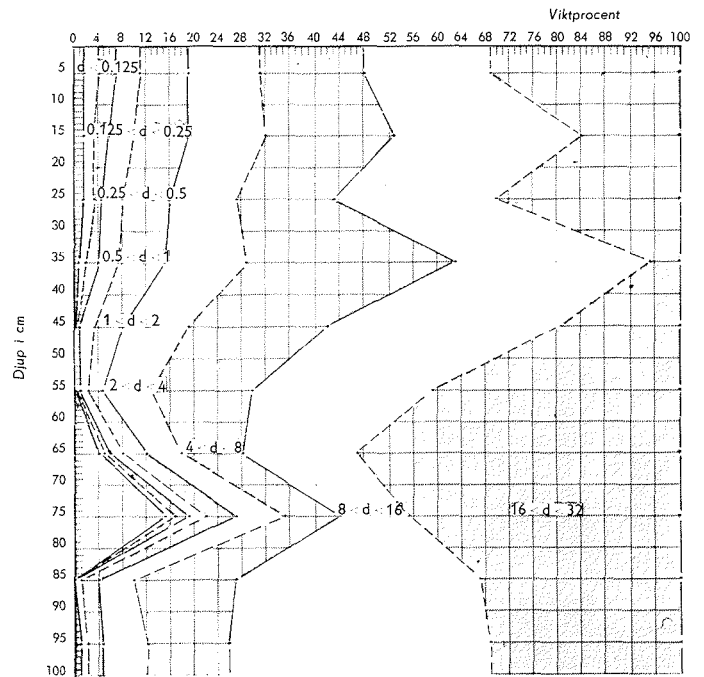 Viktprocent
0 4 8 12 16 20 24 28 32 36 40 44 48 52 56 60 64 68 72 76 80 84 88 92 96 100
d < 0.125
5
10
0.125 < d < 0.25
15
20
0.25 < d < 0.5
25
30
0.5 < d < 1
35
40
1 < d < 2
45
50
2 < d < 4
55
60
4 < d < 8
65
70
8 < d < 16 16 < d < 32
75
80
85
90
95
100
Djup i cm